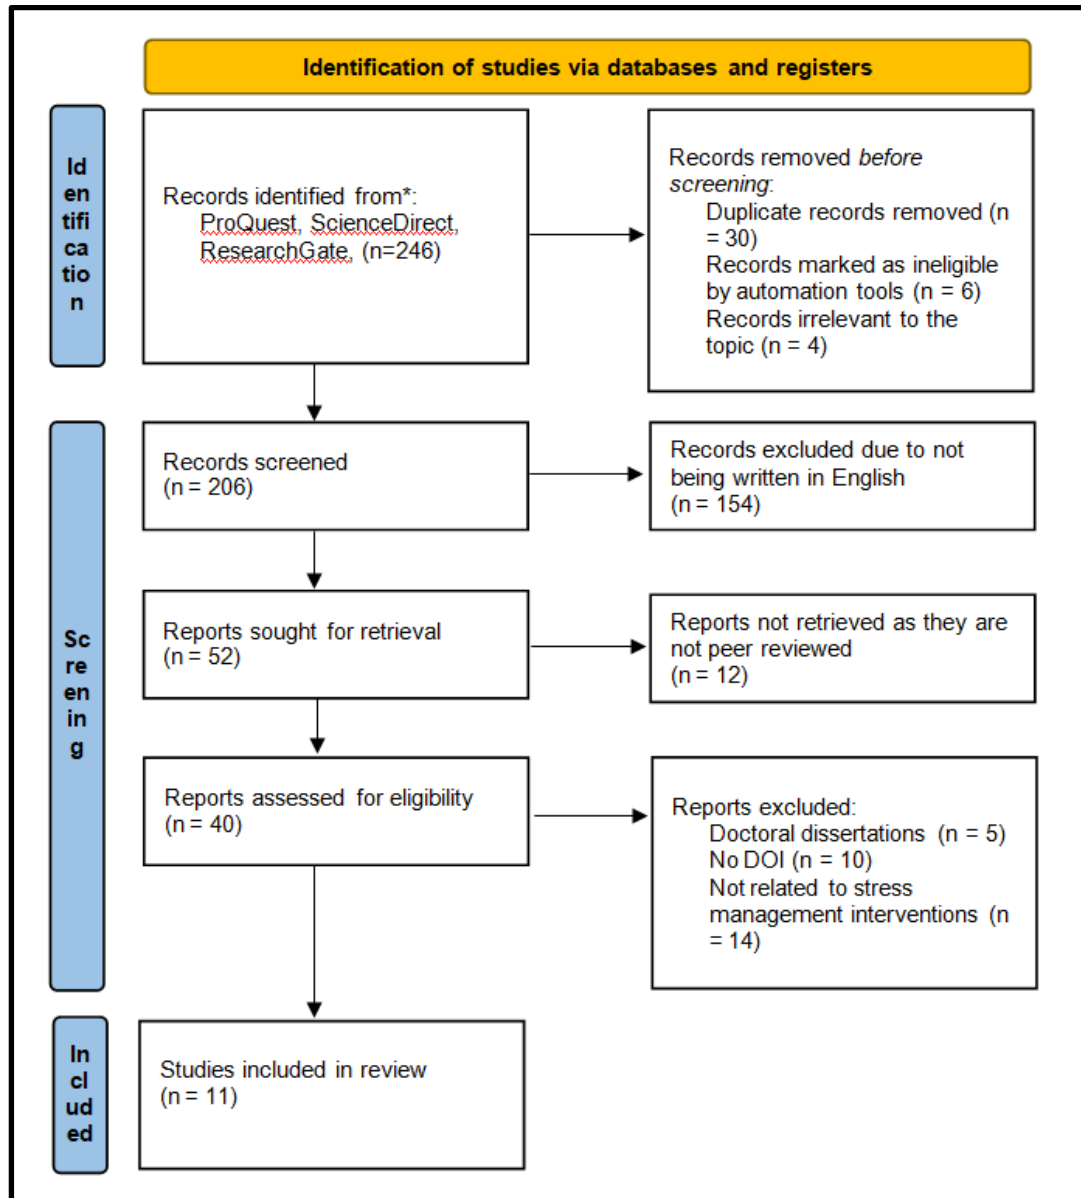 Identification of studies via databases and registers
Id
en
tifi
ca
tio
n
Records identified from*:
ProQuest, ScienceDirect,
ResearchGate, (n=246)
Records removed before
screening:
Duplicate records removed (n
= 30)
Records marked as ineligible
by automation tools (n = 6)
Records irrelevant to the
topic (n = 4)
Sc
re
en
in
g
Records screened
(n = 206)
Records excluded due to not
being written in English
(n = 154)
Reports sought for retrieval
(n = 52)
Reports not retrieved as they are
not peer reviewed
(n = 12)
Reports assessed for eligibility
(n = 40)
Reports excluded:
Doctoral dissertations (n = 5)
No DOI (n = 10)
Not related to stress
management interventions (n
= 14)
In
cl
ud
ed
Studies included in review
(n = 11)